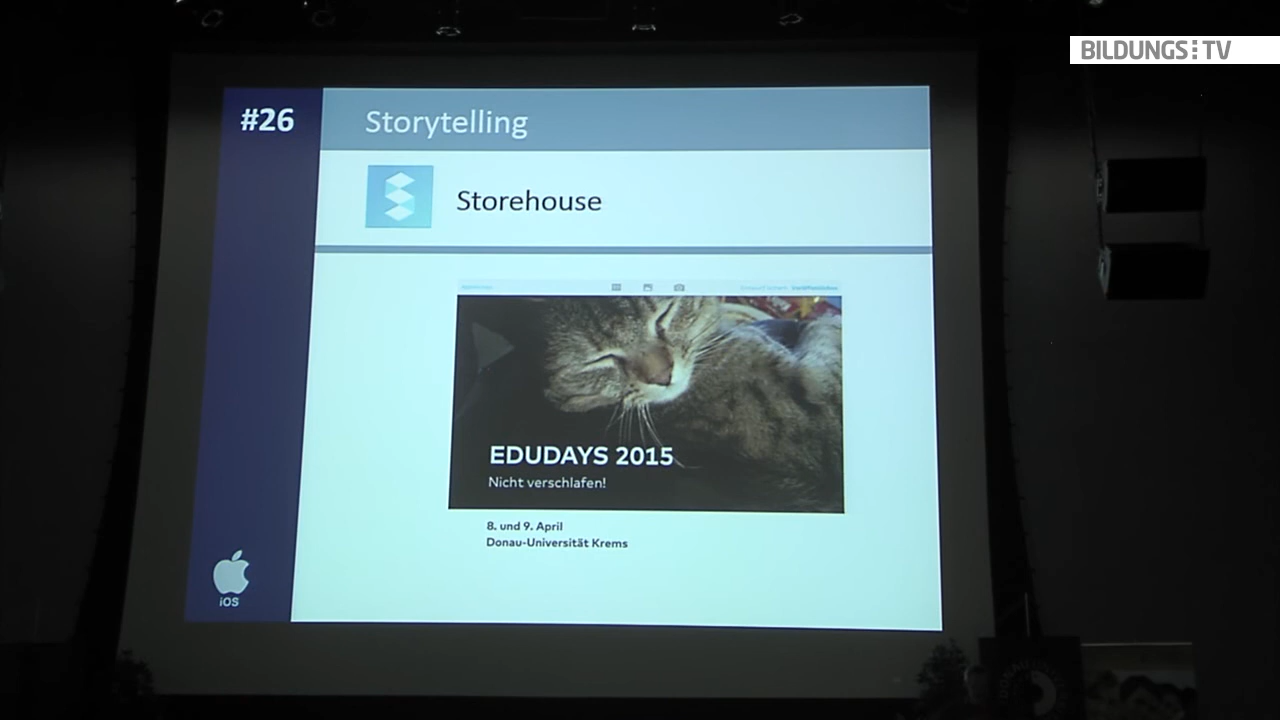 BILDUNGS TV
#26
Storytelling
Storehouse
EDUDAYS 2015
Nicht verschlafen!
8. und 9. April
Donau-Universität Krems
iOS